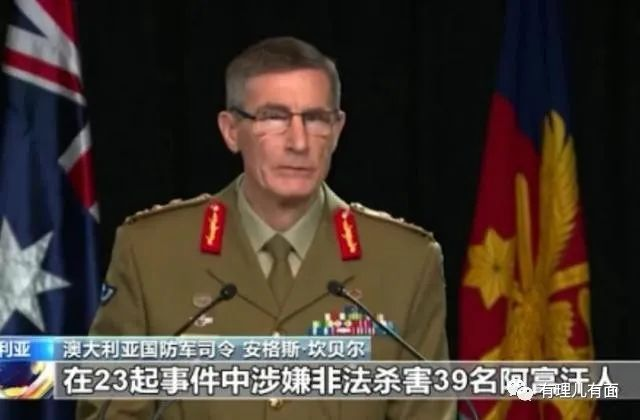 利亚
澳大利亚国防军司令 安格斯·坎贝尔
在23起事件中涉嫌非法杀害39名阿富汗人
有理儿有面